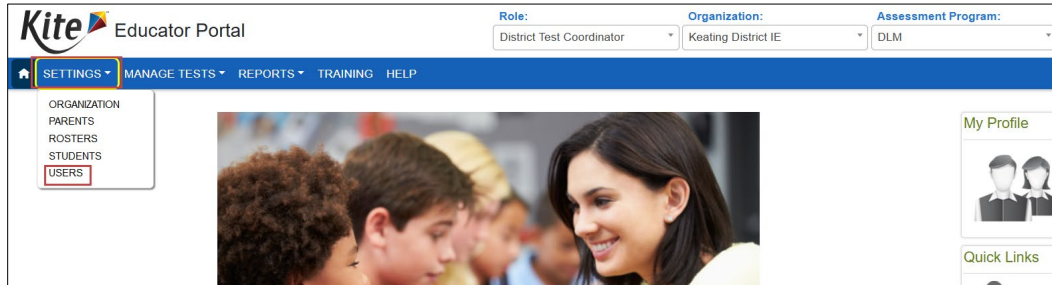 Kite Educator Portal
Role:
District Test Coordinator
Organization:
Keating District IE
Assessment Program:
DLM
SETTINGS MANAGE TESTS REPORTS TRAINING HELP
ORGANIZATION
PARENTS
ROSTERS
STUDENTS
USERS
My Profile
Quick Links